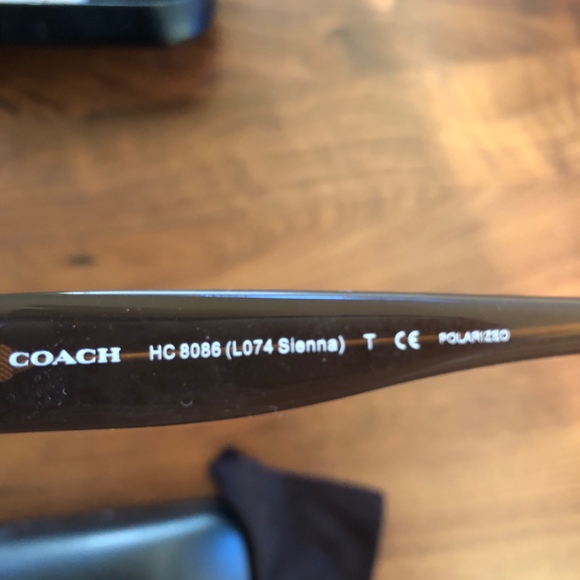 COACH HC 8086 (L074 Sienna) T CE POLARIZED